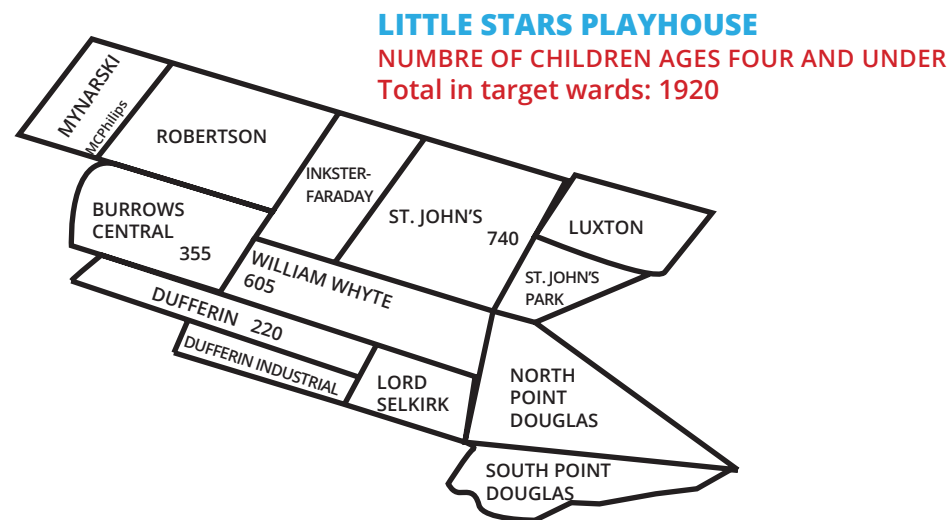 LITTLE STARS PLAYHOUSE
NUMBRE OF CHILDREN AGES FOUR AND UNDER
Total in target wards: 1920
MYNARSKI
MCPhilips
ROBERTSON
INKSTER-
FARADAY
ST. JOHN'S
740
LUXTON
ST. JOHN'S
PARK
BURROWS
CENTRAL
355
WILLIAM WHYTE
605
DUFFERIN 220
DUFFERIN INDUSTRIAL
LORD
SELKIRK
NORTH
POINT
DOUGLAS
SOUTH POINT
DOUGLAS